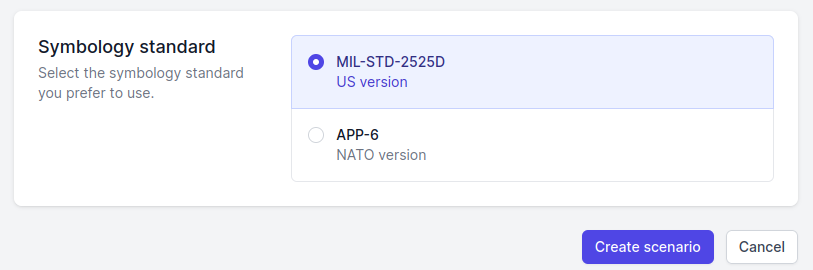 Symbology standard
Select the symbology standard
you prefer to use.
MIL-STD-2525D
US version
APP-6
NATO version
Create scenario
Cancel